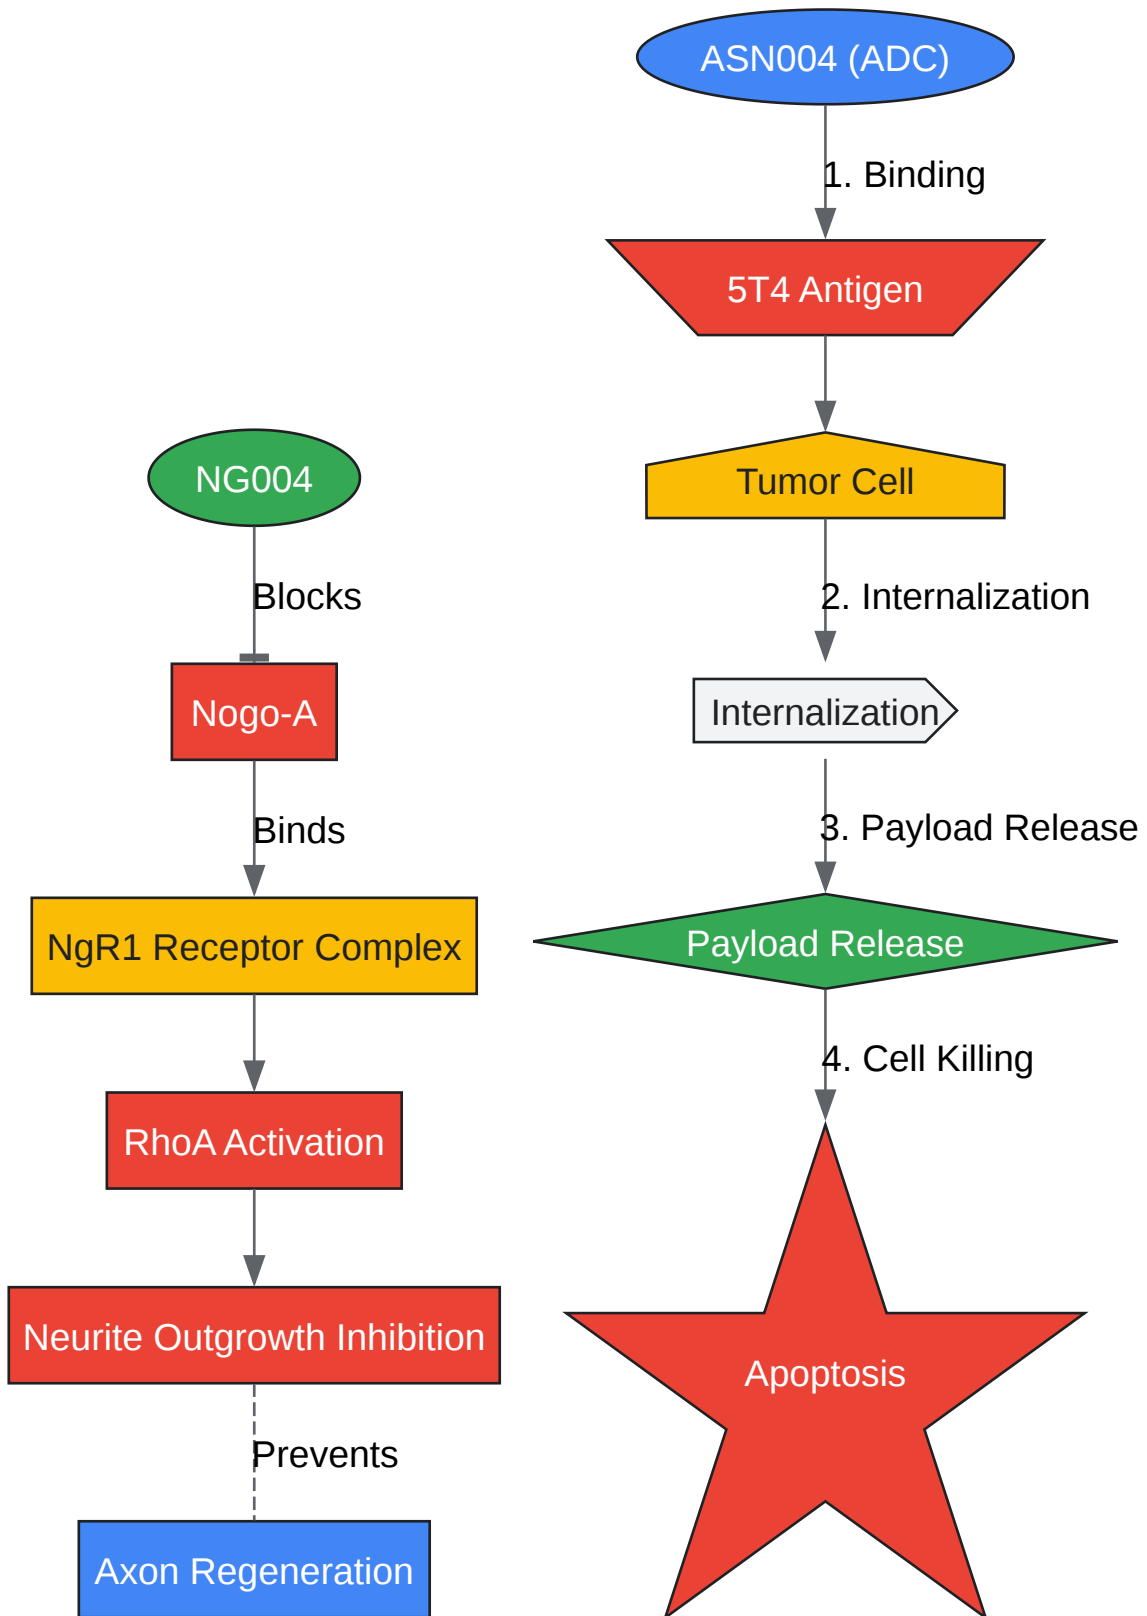 NG004
Blocks
Nogo-A
Binds
NgR1 Receptor Complex
RhoA Activation
Neurite Outgrowth Inhibition
Prevents
Axon Regeneration
ASN004 (ADC)
1. Binding
5T4 Antigen
Tumor Cell
2. Internalization
Internalization
3. Payload Release
Payload Release
4. Cell Killing
Apoptosis